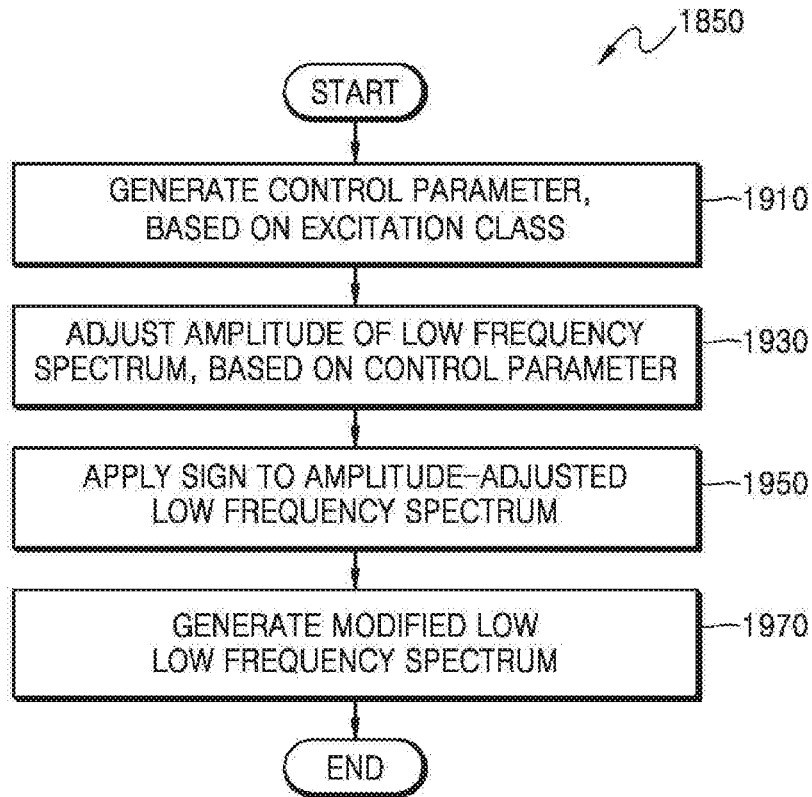 1850
START
GENERATE CONTROL PARAMETER,
BASED ON EXCITATION CLASS
1910
ADJUST AMPLITUDE OF LOW FREQUENCY
SPECTRUM, BASED ON CONTROL PARAMETER
1930
APPLY SIGN TO AMPLITUDE-ADJUSTED
LOW FREQUENCY SPECTRUM
1950
GENERATE MODIFIED LOW
LOW FREQUENCY SPECTRUM
1970
END